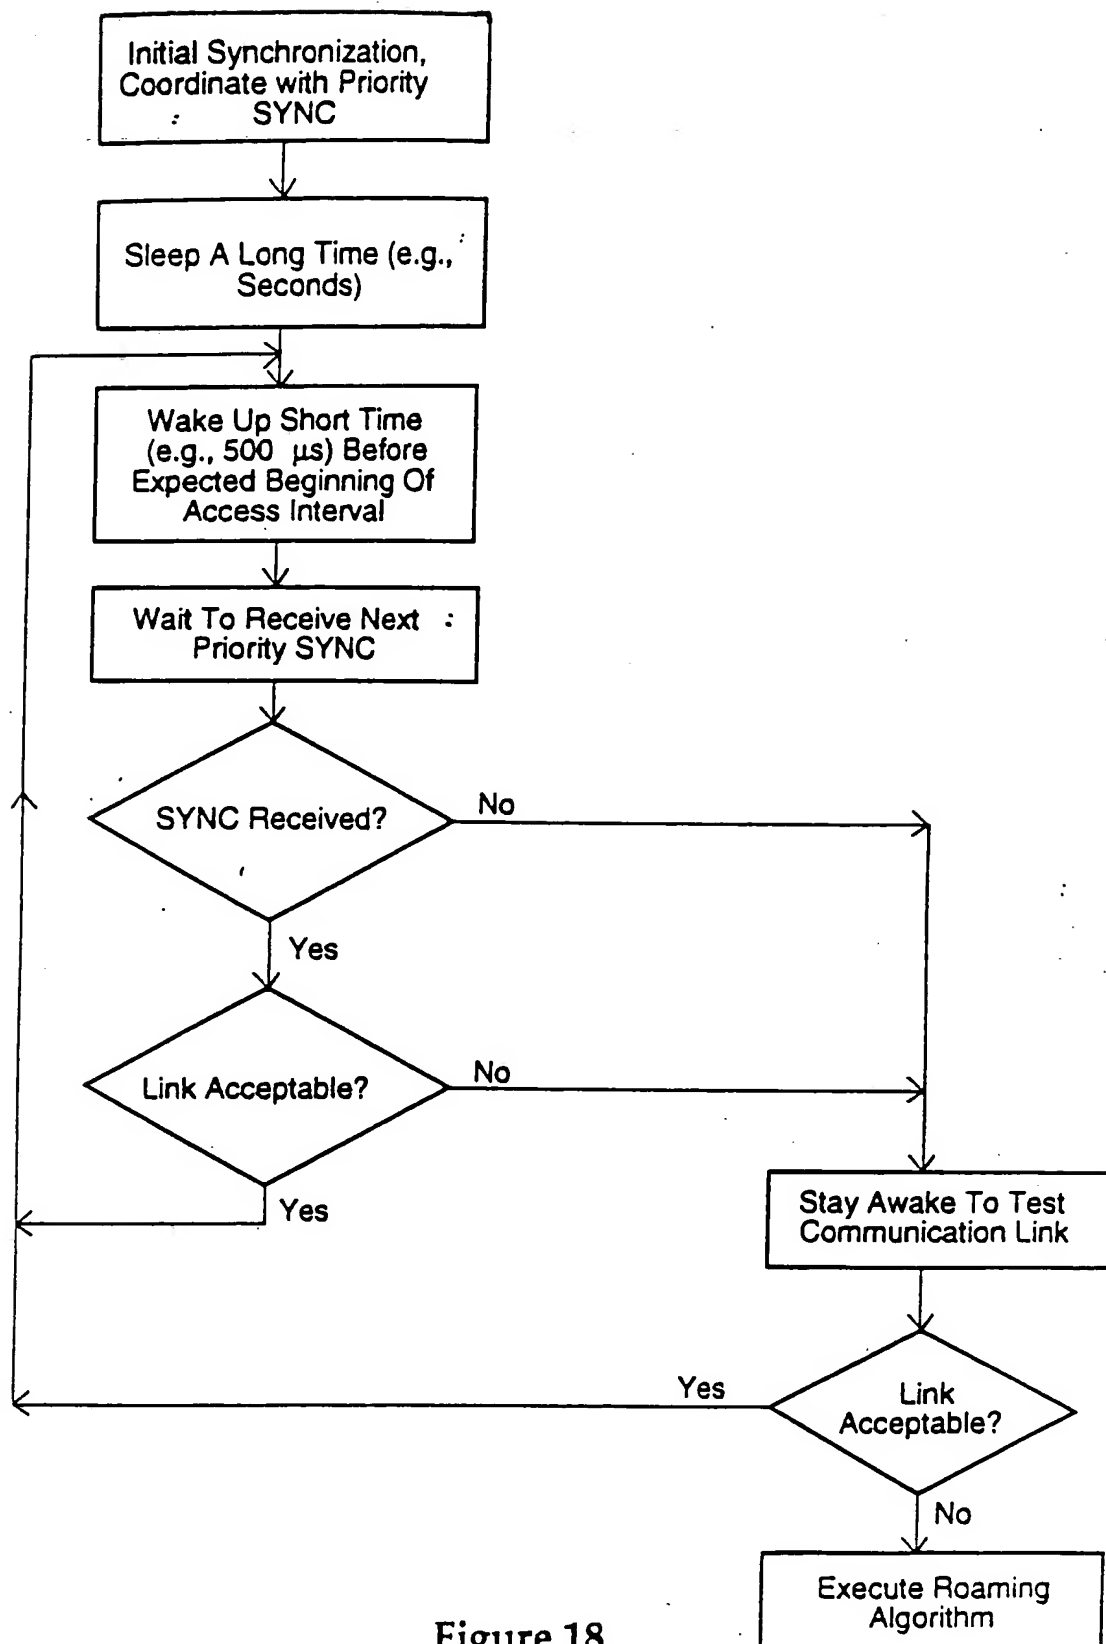 Initial Synchronization,
Coordinate with Priority
SYNC
Sleep A Long Time (e.g.,
Seconds)
Wake Up Short Time
(e.g., 500 µs) Before
Expected Beginning Of
Access Interval
Wait To Receive Next
Priority SYNC
SYNC Received?
No
Yes
Link Acceptable?
No
Yes
Stay Awake To Test
Communication Link
Link
Acceptable?
Yes
No
Execute Roaming
Algorithm
Figure 18